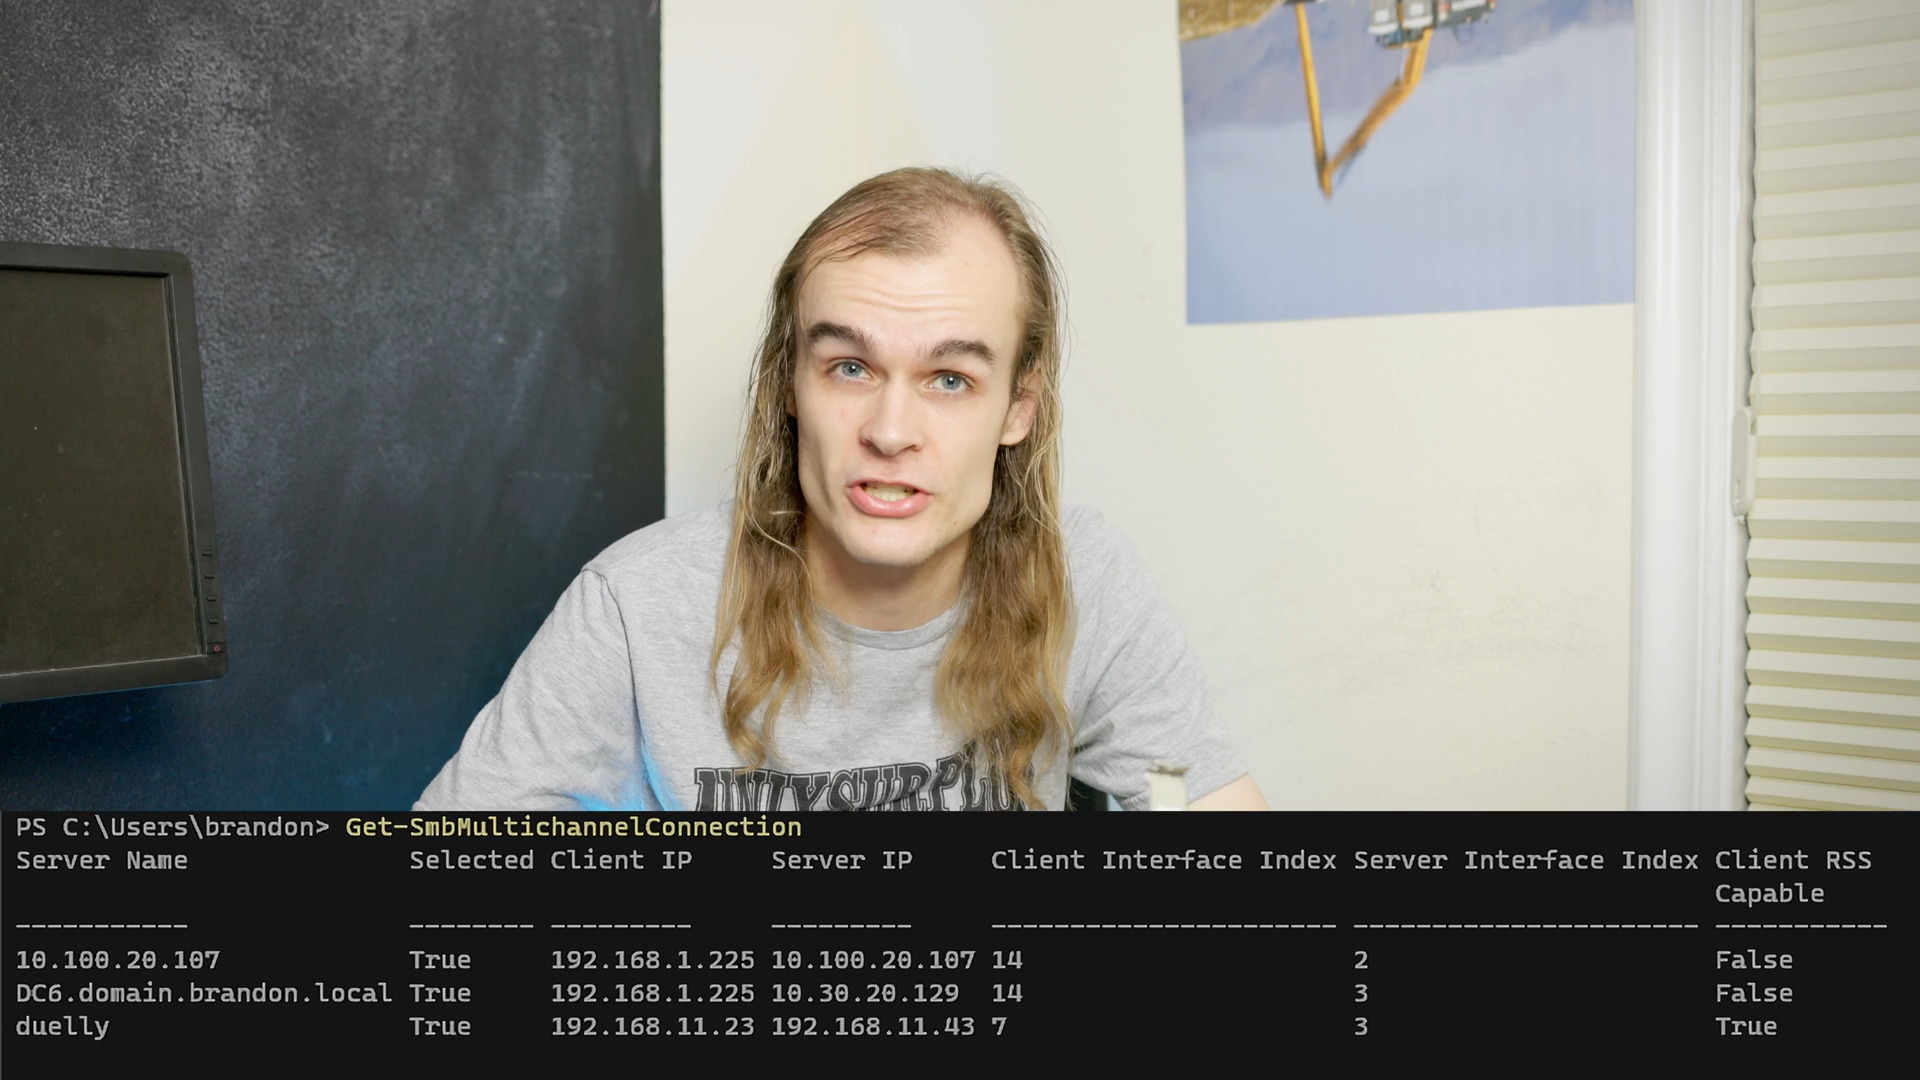 UNIXSURPLUS
PS C:\Users\brandon> Get-SmbMultichannelConnection
Server Name Selected Client IP Server IP Client Interface Index Server Interface Index Client RSS
Capable
----------- -------- --------- --------- ---------------------- ---------------------- -----------
10.100.20.107 True 192.168.1.225 10.100.20.107 14 2 False
DC6.domain.brandon.local True 192.168.1.225 10.30.20.129 14 3 False
duelly True 192.168.11.23 192.168.11.43 7 3 True